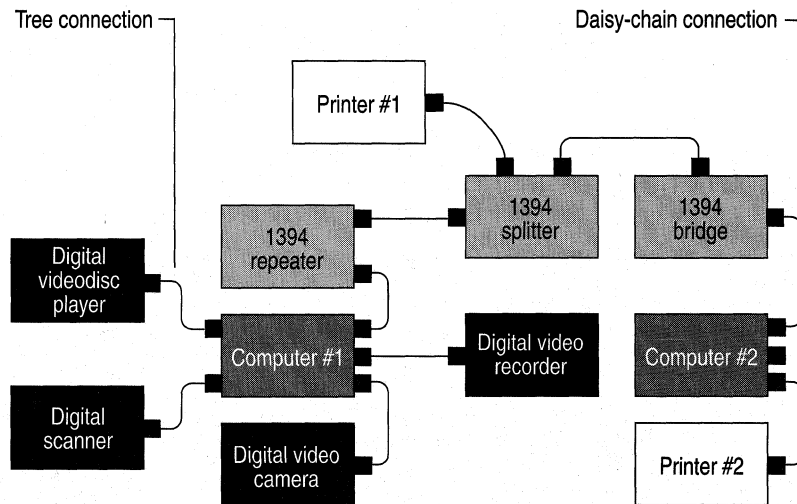 Tree connection
Daisy-chain connection
Printer #1
1394
splitter
1394
bridge
1394
repeater
Digital
videodisc
player
Computer #1
Digital video
recorder
Computer #2
Digital
scanner
Digital video
camera
Printer #2